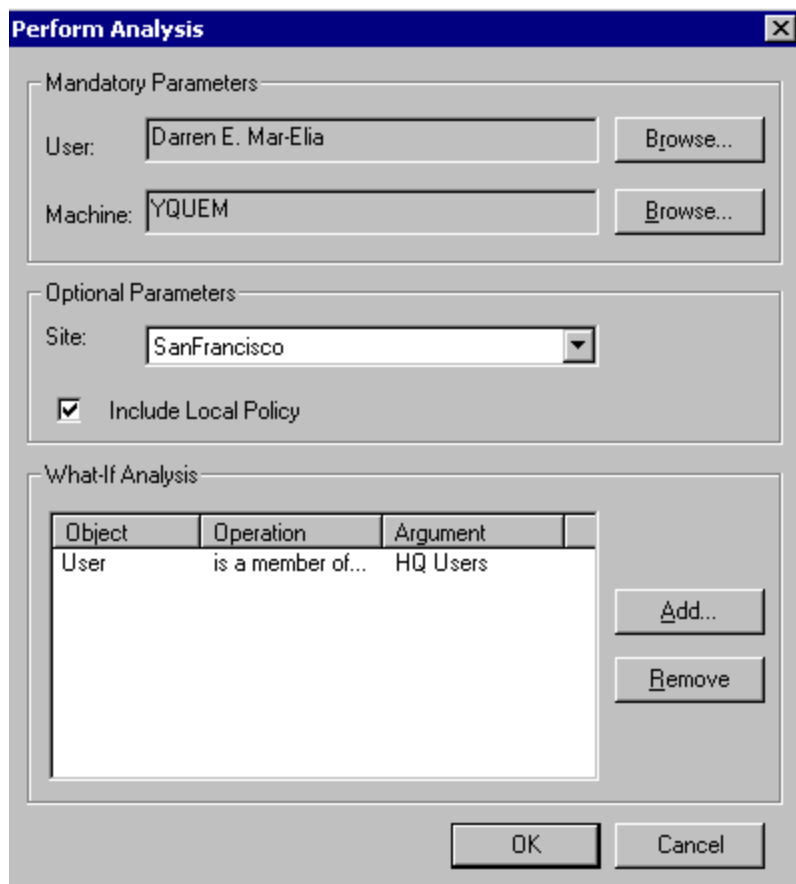 Perform Analysis
Mandatory Parameters
User: Darren E. Mar-Elia Browse...
Machine: YQUEM Browse...
Optional Parameters
Site: SanFrancisco
Include Local Policy
What-If Analysis
Object Operation Argument
User is a member of... HQ Users
Add...
Remove
OK Cancel